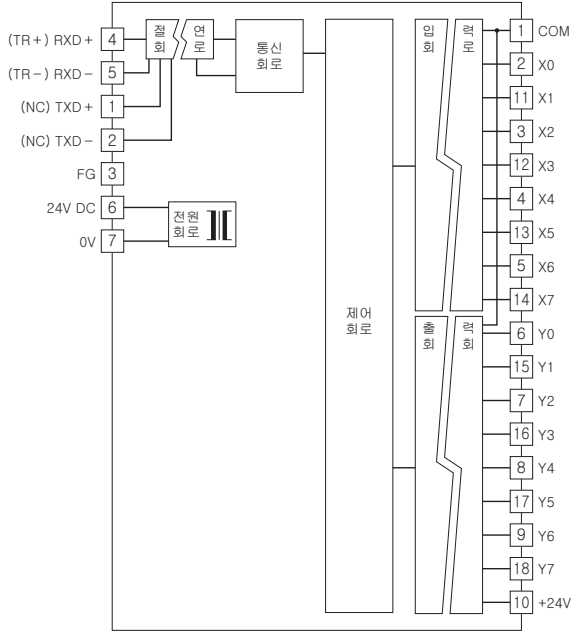 (TR+) RXD+ 4
(TR-) RXD- 5
(NC) TXD+ 1
(NC) TXD- 2
FG 3
24V DC 6
0V 7
절 연
회 로
통신
회로
전원
회로
제어
회로
입 력
회 로
출 력
회 회
1 COM
2 X0
11 X1
3 X2
12 X3
4 X4
13 X5
5 X6
14 X7
6 Y0
15 Y1
7 Y2
16 Y3
8 Y4
17 Y5
9 Y6
18 Y7
10 +24V